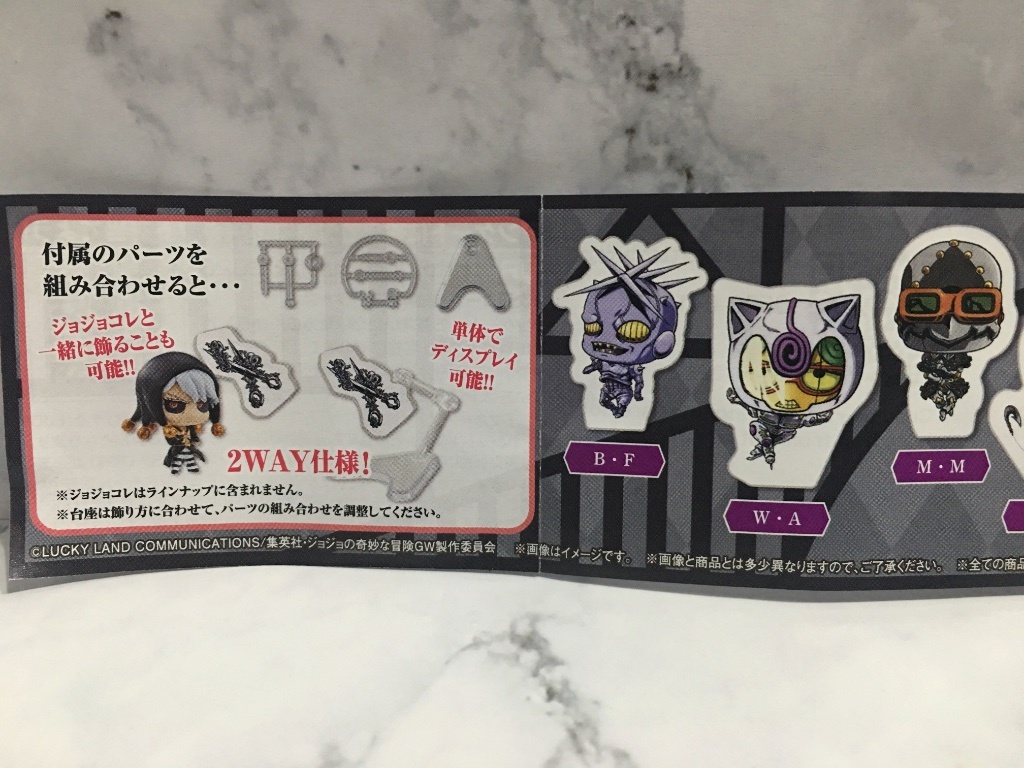 付属のパーツを
組み合わせると･･･
ジョジョコレと
一緒に飾ることも
可能!!
単体で
ディスプレイ
可能!!
2WAY仕様!
※ジョジョコレはラインナップに含まれません。
※台座は飾り方に合わせて、パーツの組み合わせを調整してください。
©LUCKY LAND COMMUNICATIONS/集英社・ジョジョの奇妙な冒険GW製作委員会
B・F
W・A
M・M
※画像はイメージです。 ※画像と商品とは多少異なりますので、ご了承ください。 ※全ての商品